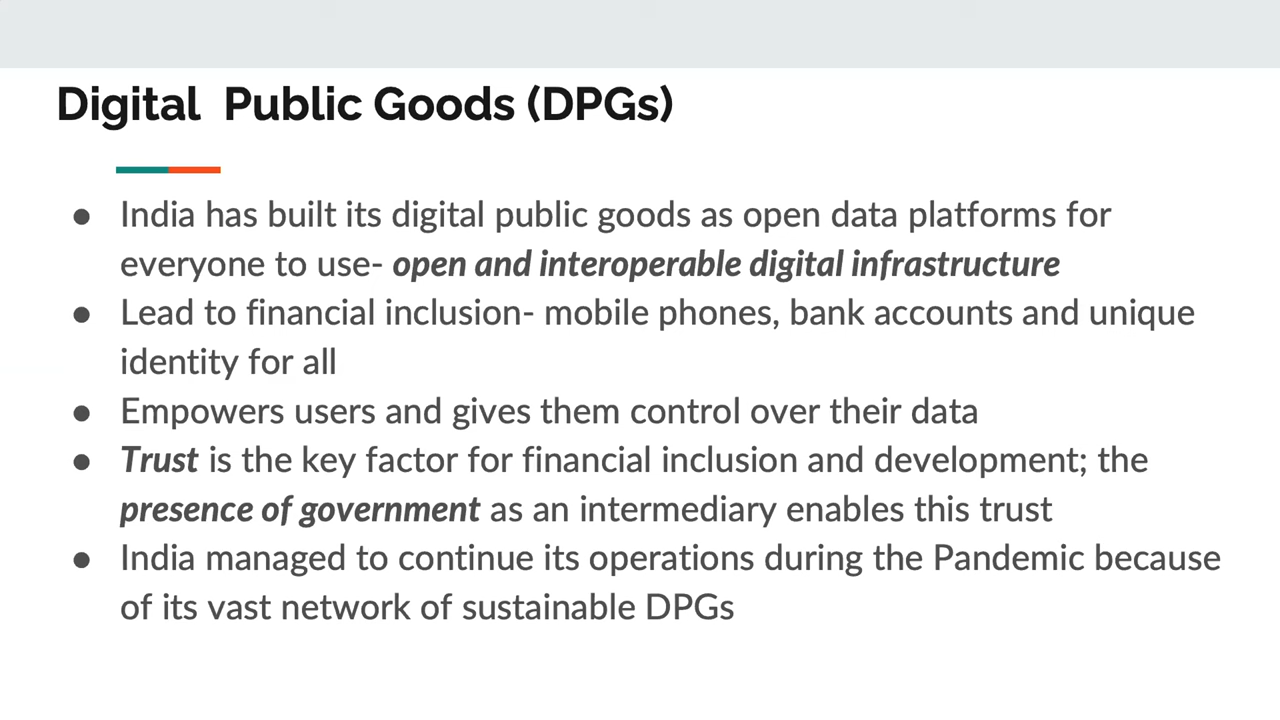 Digital  Public Goods (DPGs)
● India has built its digital public goods as open data platforms for
everyone to use- open and interoperable digital infrastructure
● Lead to financial inclusion- mobile phones, bank accounts and unique
identity for all
● Empowers users and gives them control over their data
● Trust is the key factor for financial inclusion and development; the
presence of government as an intermediary enables this trust
● India managed to continue its operations during the Pandemic because
of its vast network of sustainable DPGs